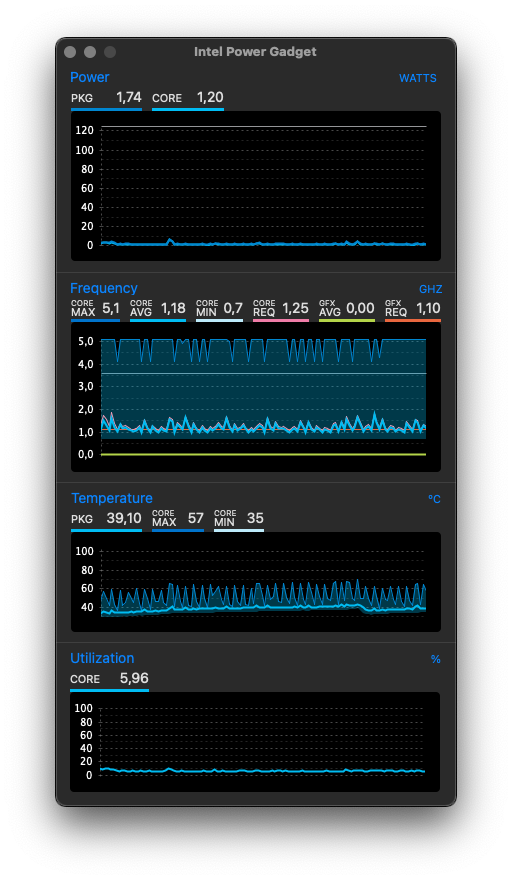 Intel Power Gadget
Power WATTS
PKG 1,74 CORE 1,20
120
100
80
60
40
20
0
Frequency GHZ
CORE MAX 5,1 CORE AVG 1,18 CORE MIN 0,7 CORE REQ 1,25 GFX AVG 0,00 GFX REQ 1,10
5,0
4,0
3,0
2,0
1,0
0,0
Temperature °C
PKG 39,10 CORE MAX 57 CORE MIN 35
100
80
60
40
Utilization %
CORE 5,96
100
80
60
40
20
0